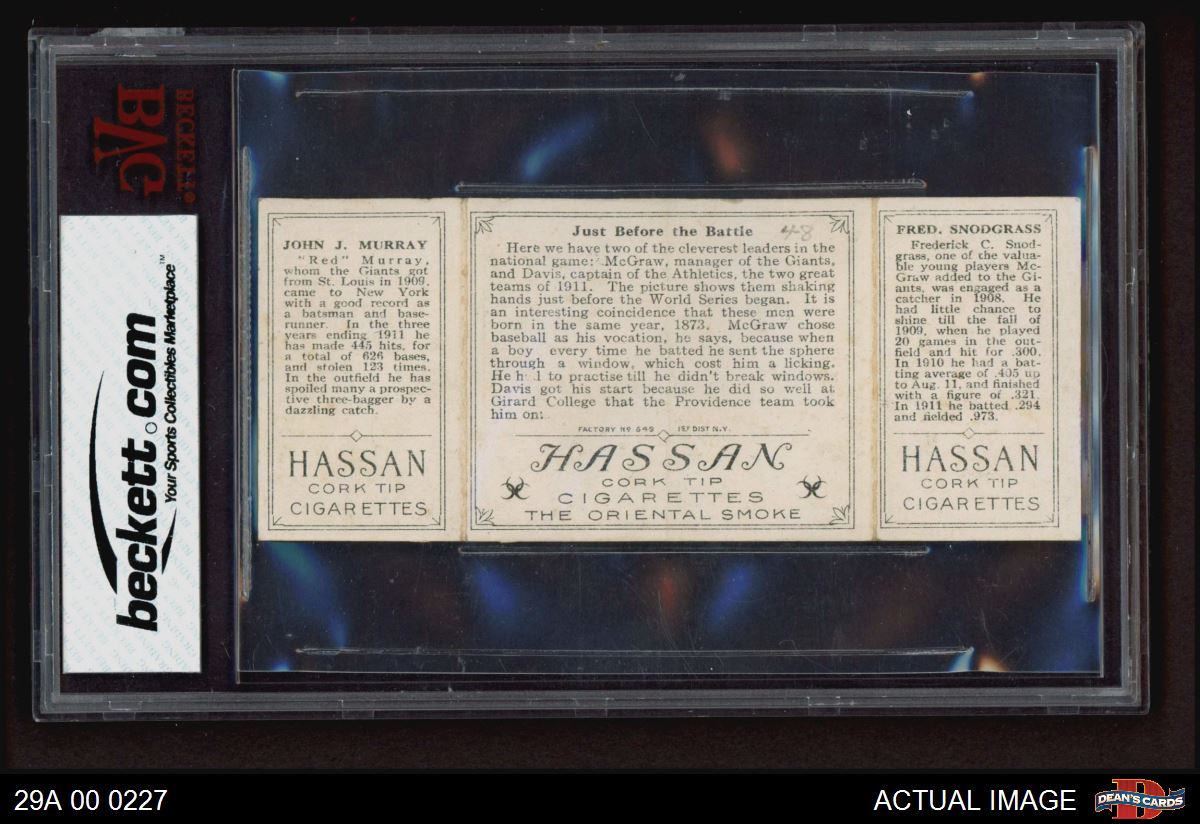 BECKETT®
BVG
beckett.com™
Your Sports Collectibles Marketplace
JOHN J. MURRAY
"Red" Murray,
whom the Giants got
from St. Louis in 1909,
came to New York
with a good record as
a batsman and base-
runner. In the three
years ending 1911 he
has made 445 hits, for
a total of 626 bases,
and stolen 123 times.
In the outfield he has
spoiled many a prospec-
tive three-bagger by a
dazzling catch.
HASSAN
CORK TIP
CIGARETTES
Just Before the Battle 48
Here we have two of the cleverest leaders in the
national game: McGraw, manager of the Giants,
and Davis, captain of the Athletics, the two great
teams of 1911. The picture shows them shaking
hands just before the World Series began. It is
an interesting coincidence that these men were
born in the same year, 1873. McGraw chose
baseball as his vocation, he says, because when
a boy every time he batted he sent the sphere
through a window, which cost him a licking.
He to practise till he didn't break windows.
Davis got his start because he did so well at
Girard College that the Providence team took
him on.
FACTORY NO 649 1ST DIST N.Y.
HASSAN
CORK TIP
CIGARETTES
THE ORIENTAL SMOKE
FRED. SNODGRASS
Frederick C. Snod-
grass, one of the valua-
ble young players Mc-
Graw added to the Gi-
ants, was engaged as a
catcher in 1908. He
had little chance to
shine till the fall of
1909, when he played
20 games in the out-
field and hit for .300.
In 1910 he had a bat-
ting average of .405 up
to Aug. 11, and finished
with a figure of .321.
In 1911 he batted .294
and fielded .973.
HASSAN
CORK TIP
CIGARETTES
29A 00 0227
ACTUAL IMAGE
D
DEAN'S CARDS